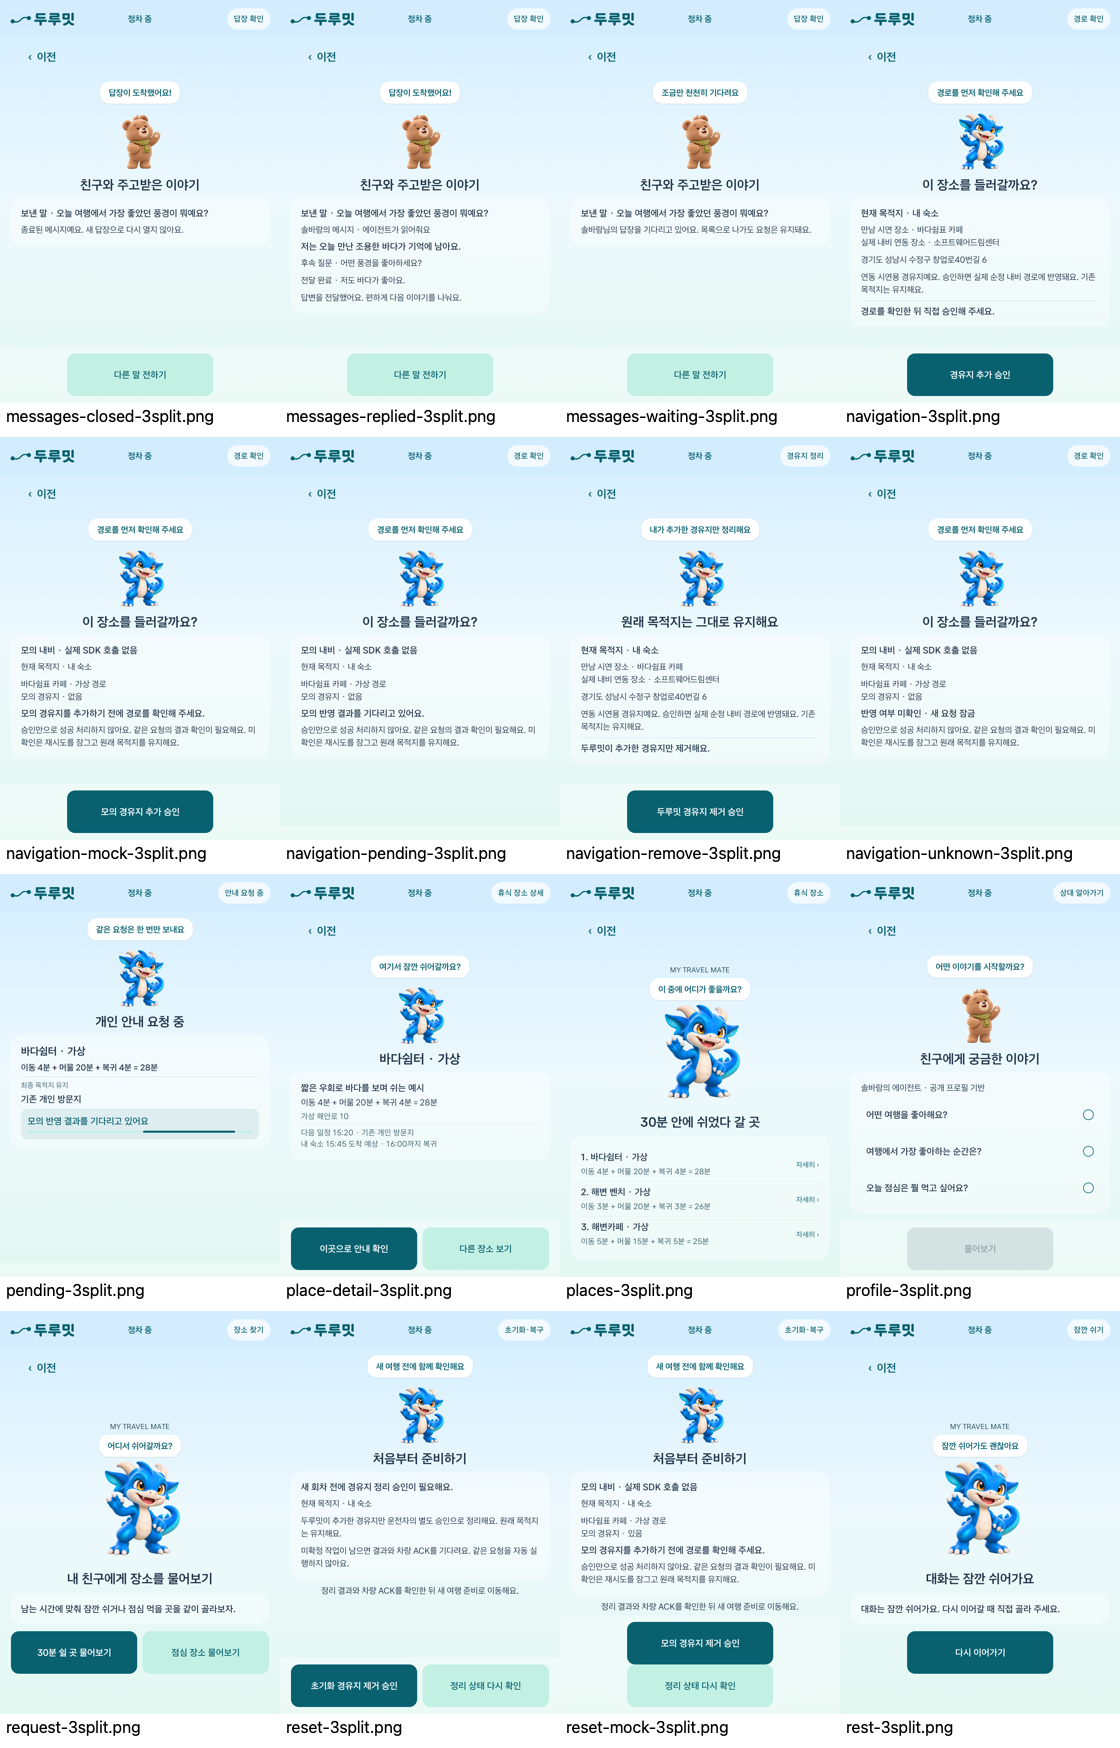 두루밋
정차 중
답장 확인
‹ 이전
답장이 도착했어요!
친구와 주고받은 이야기
보낸 말 · 오늘 여행에서 가장 좋았던 풍경이 뭐예요?
종료된 메시지예요. 새 답장으로 다시 열지 않아요.
다른 말 전하기
messages-closed-3split.png
두루밋
정차 중
답장 확인
‹ 이전
답장이 도착했어요!
친구와 주고받은 이야기
보낸 말 · 오늘 여행에서 가장 좋았던 풍경이 뭐예요?
솔바람의 메시지 · 에이전트가 읽어줘요
저는 오늘 만난 조용한 바다가 기억에 남아요.
후속 질문 · 어떤 풍경을 좋아하세요?
전달 완료 · 저도 바다가 좋아요.
답변을 전달했어요. 편하게 다음 이야기를 나눠요.
다른 말 전하기
messages-replied-3split.png
두루밋
정차 중
답장 확인
‹ 이전
조금만 천천히 기다려요
친구와 주고받은 이야기
보낸 말 · 오늘 여행에서 가장 좋았던 풍경이 뭐예요?
솔바람님의 답장을 기다리고 있어요. 목록으로 나가도 요청은 유지돼요.
다른 말 전하기
messages-waiting-3split.png
두루밋
정차 중
경로 확인
‹ 이전
경로를 먼저 확인해 주세요
이 장소를 들러갈까요?
현재 목적지 · 내 숙소
만남 시연 장소 · 바다쉼표 카페
실제 내비 연동 장소 · 소프트웨어드림센터
경기도 성남시 수정구 창업로40번길 6
연동 시연용 경유지예요. 승인하면 실제 순정 내비 경로에 반영돼요. 기존
목적지는 유지해요.
경로를 확인한 뒤 직접 승인해 주세요.
경유지 추가 승인
navigation-3split.png
두루밋
정차 중
경로 확인
‹ 이전
경로를 먼저 확인해 주세요
이 장소를 들러갈까요?
모의 내비 · 실제 SDK 호출 없음
현재 목적지 · 내 숙소
바다쉼표 카페 · 가상 경로
모의 경유지 · 없음
모의 경유지를 추가하기 전에 경로를 확인해 주세요.
승인만으로 성공 처리하지 않아요. 같은 요청의 결과 확인이 필요해요. 미
확인은 재시도를 잠그고 원래 목적지를 유지해요.
모의 경유지 추가 승인
navigation-mock-3split.png
두루밋
정차 중
경로 확인
‹ 이전
경로를 먼저 확인해 주세요
이 장소를 들러갈까요?
모의 내비 · 실제 SDK 호출 없음
현재 목적지 · 내 숙소
바다쉼표 카페 · 가상 경로
모의 경유지 · 없음
모의 반영 결과를 기다리고 있어요.
승인만으로 성공 처리하지 않아요. 같은 요청의 결과 확인이 필요해요. 미
확인은 재시도를 잠그고 원래 목적지를 유지해요.
navigation-pending-3split.png
두루밋
정차 중
경유지 정리
‹ 이전
내가 추가한 경유지만 정리해요
원래 목적지는 그대로 유지해요
현재 목적지 · 내 숙소
만남 시연 장소 · 바다쉼표 카페
실제 내비 연동 장소 · 소프트웨어드림센터
경기도 성남시 수정구 창업로40번길 6
연동 시연용 경유지예요. 승인하면 실제 순정 내비 경로에 반영돼요. 기존
목적지는 유지해요.
두루밋이 추가한 경유지만 제거해요.
두루밋 경유지 제거 승인
navigation-remove-3split.png
두루밋
정차 중
경로 확인
‹ 이전
경로를 먼저 확인해 주세요
이 장소를 들러갈까요?
모의 내비 · 실제 SDK 호출 없음
현재 목적지 · 내 숙소
바다쉼표 카페 · 가상 경로
모의 경유지 · 없음
반영 여부 미확인 · 새 요청 잠금
승인만으로 성공 처리하지 않아요. 같은 요청의 결과 확인이 필요해요. 미
확인은 재시도를 잠그고 원래 목적지를 유지해요.
navigation-unknown-3split.png
두루밋
정차 중
안내 요청 중
같은 요청은 한 번만 보내요
개인 안내 요청 중
바다쉼터 · 가상
이동 4분 + 머묾 20분 + 복귀 4분 = 28분
최종 목적지 유지
기존 개인 방문지
모의 반영 결과를 기다리고 있어요
pending-3split.png
두루밋
정차 중
휴식 장소 상세
‹ 이전
여기서 잠깐 쉬어갈까요?
바다쉼터 · 가상
짧은 우회로 바다를 보며 쉬는 예시
이동 4분 + 머묾 20분 + 복귀 4분 = 28분
가상 해안로 10
다음 일정 15:20 · 기존 개인 방문지
내 숙소 15:45 도착 예상 · 16:00까지 복귀
이곳으로 안내 확인
다른 장소 보기
place-detail-3split.png
두루밋
정차 중
휴식 장소
‹ 이전
MY TRAVEL MATE
이 중에 어디가 좋을까요?
30분 안에 쉬었다 갈 곳
1. 바다쉼터 · 가상
이동 4분 + 머묾 20분 + 복귀 4분 = 28분
자세히 ›
2. 해변 벤치 · 가상
이동 3분 + 머묾 20분 + 복귀 3분 = 26분
자세히 ›
3. 해변카페 · 가상
이동 5분 + 머묾 15분 + 복귀 5분 = 25분
자세히 ›
places-3split.png
두루밋
정차 중
상대 알아가기
‹ 이전
어떤 이야기를 시작할까요?
친구에게 궁금한 이야기
솔바람의 에이전트 · 공개 프로필 기반
어떤 여행을 좋아해요?
여행에서 가장 좋아하는 순간은?
오늘 점심은 뭘 먹고 싶어요?
물어보기
profile-3split.png
두루밋
정차 중
장소 찾기
‹ 이전
MY TRAVEL MATE
어디서 쉬어갈까요?
내 친구에게 장소를 물어보기
남는 시간에 맞춰 잠깐 쉬거나 점심 먹을 곳을 같이 골라보자.
30분 쉴 곳 물어보기
점심 장소 물어보기
request-3split.png
두루밋
정차 중
초기화·복구
새 여행 전에 함께 확인해요
처음부터 준비하기
새 회차 전에 경유지 정리 승인이 필요해요.
현재 목적지 · 내 숙소
두루밋이 추가한 경유지만 운전자의 별도 승인으로 정리해요. 원래 목적지
는 유지해요.
미확정 작업이 남으면 결과와 차량 ACK를 기다려요. 같은 요청을 자동 실
행하지 않아요.
정리 결과와 차량 ACK를 확인한 뒤 새 여행 준비로 이동해요.
초기화 경유지 제거 승인
정리 상태 다시 확인
reset-3split.png
두루밋
정차 중
초기화·복구
새 여행 전에 함께 확인해요
처음부터 준비하기
모의 내비 · 실제 SDK 호출 없음
현재 목적지 · 내 숙소
바다쉼표 카페 · 가상 경로
모의 경유지 · 있음
모의 경유지를 추가하기 전에 경로를 확인해 주세요.
승인만으로 성공 처리하지 않아요. 같은 요청의 결과 확인이 필요해요. 미
확인은 재시도를 잠그고 원래 목적지를 유지해요.
정리 결과와 차량 ACK를 확인한 뒤 새 여행 준비로 이동해요.
모의 경유지 제거 승인
정리 상태 다시 확인
reset-mock-3split.png
두루밋
정차 중
잠깐 쉬기
‹ 이전
MY TRAVEL MATE
잠깐 쉬어가도 괜찮아요
대화는 잠깐 쉬어가요
대화는 잠깐 쉬어가요. 다시 이어갈 때 직접 골라 주세요.
다시 이어가기
rest-3split.png